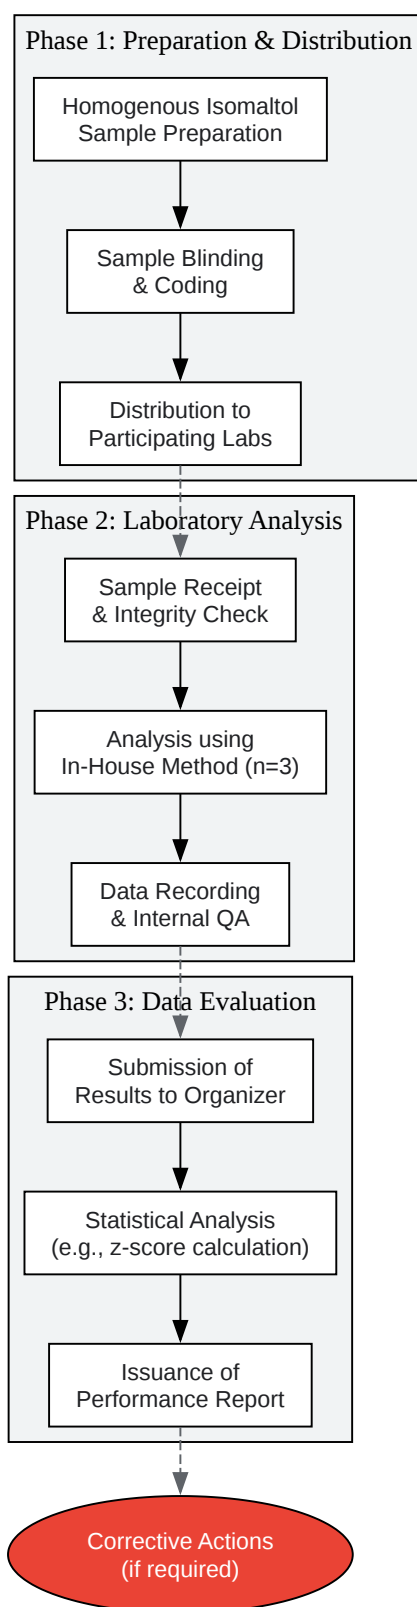 Phase 1: Preparation & Distribution
Homogenous Isomaltol
Sample Preparation
Sample Blinding
& Coding
Distribution to
Participating Labs
Phase 2: Laboratory Analysis
Sample Receipt
& Integrity Check
Analysis using
In-House Method (n=3)
Data Recording
& Internal QA
Phase 3: Data Evaluation
Submission of
Results to Organizer
Statistical Analysis
(e.g., z-score calculation)
Issuance of
Performance Report
Corrective Actions
(if required)